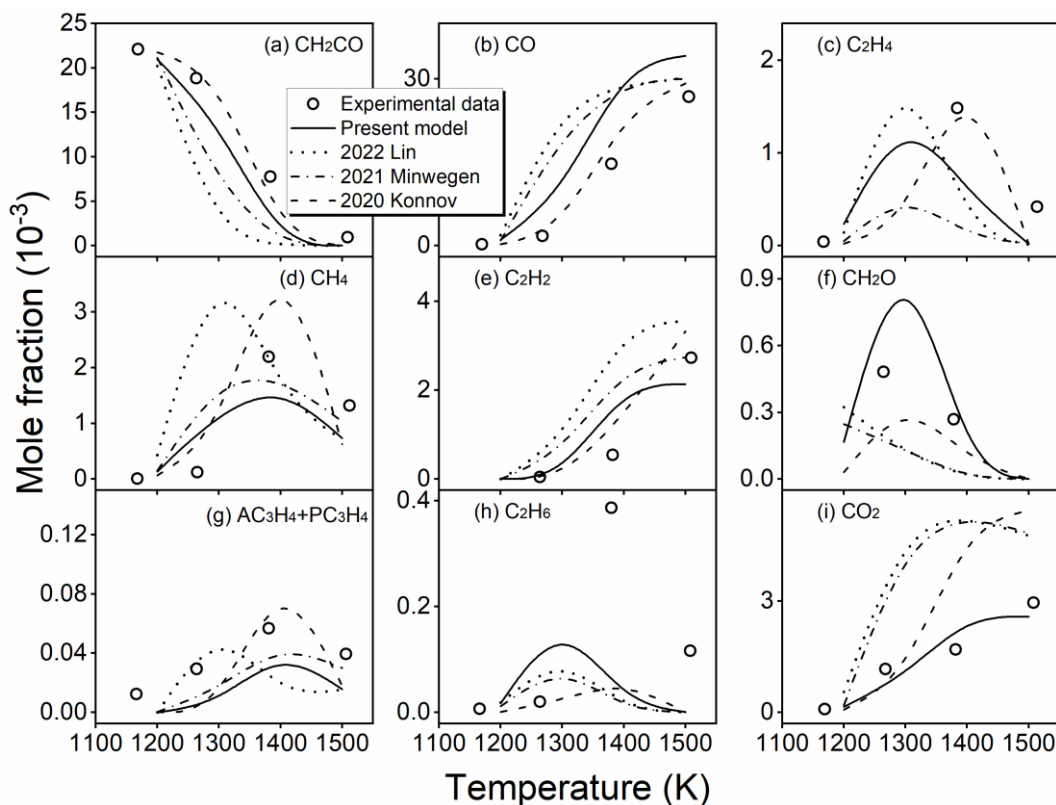 25
20
15
10
5
0
(a) CH₂CO
30
0
(b) CO
2
1
0
(c) C₂H₄
Experimental data
Present model
2022 Lin
2021 Minwegen
2020 Konnov
3
2
1
0
(d) CH₄
4
2
0
(e) C₂H₂
0.9
0.6
0.3
0.0
(f) CH₂O
0.12
0.08
0.04
0.00
(g) AC₃H₄+PC₃H₄
0.4
0.2
0.0
(h) C₂H₆
3
0
(i) CO₂
1100 1200 1300 1400 1500
1100 1200 1300 1400 1500
1100 1200 1300 1400 1500
Mole fraction (10⁻³)
Temperature (K)